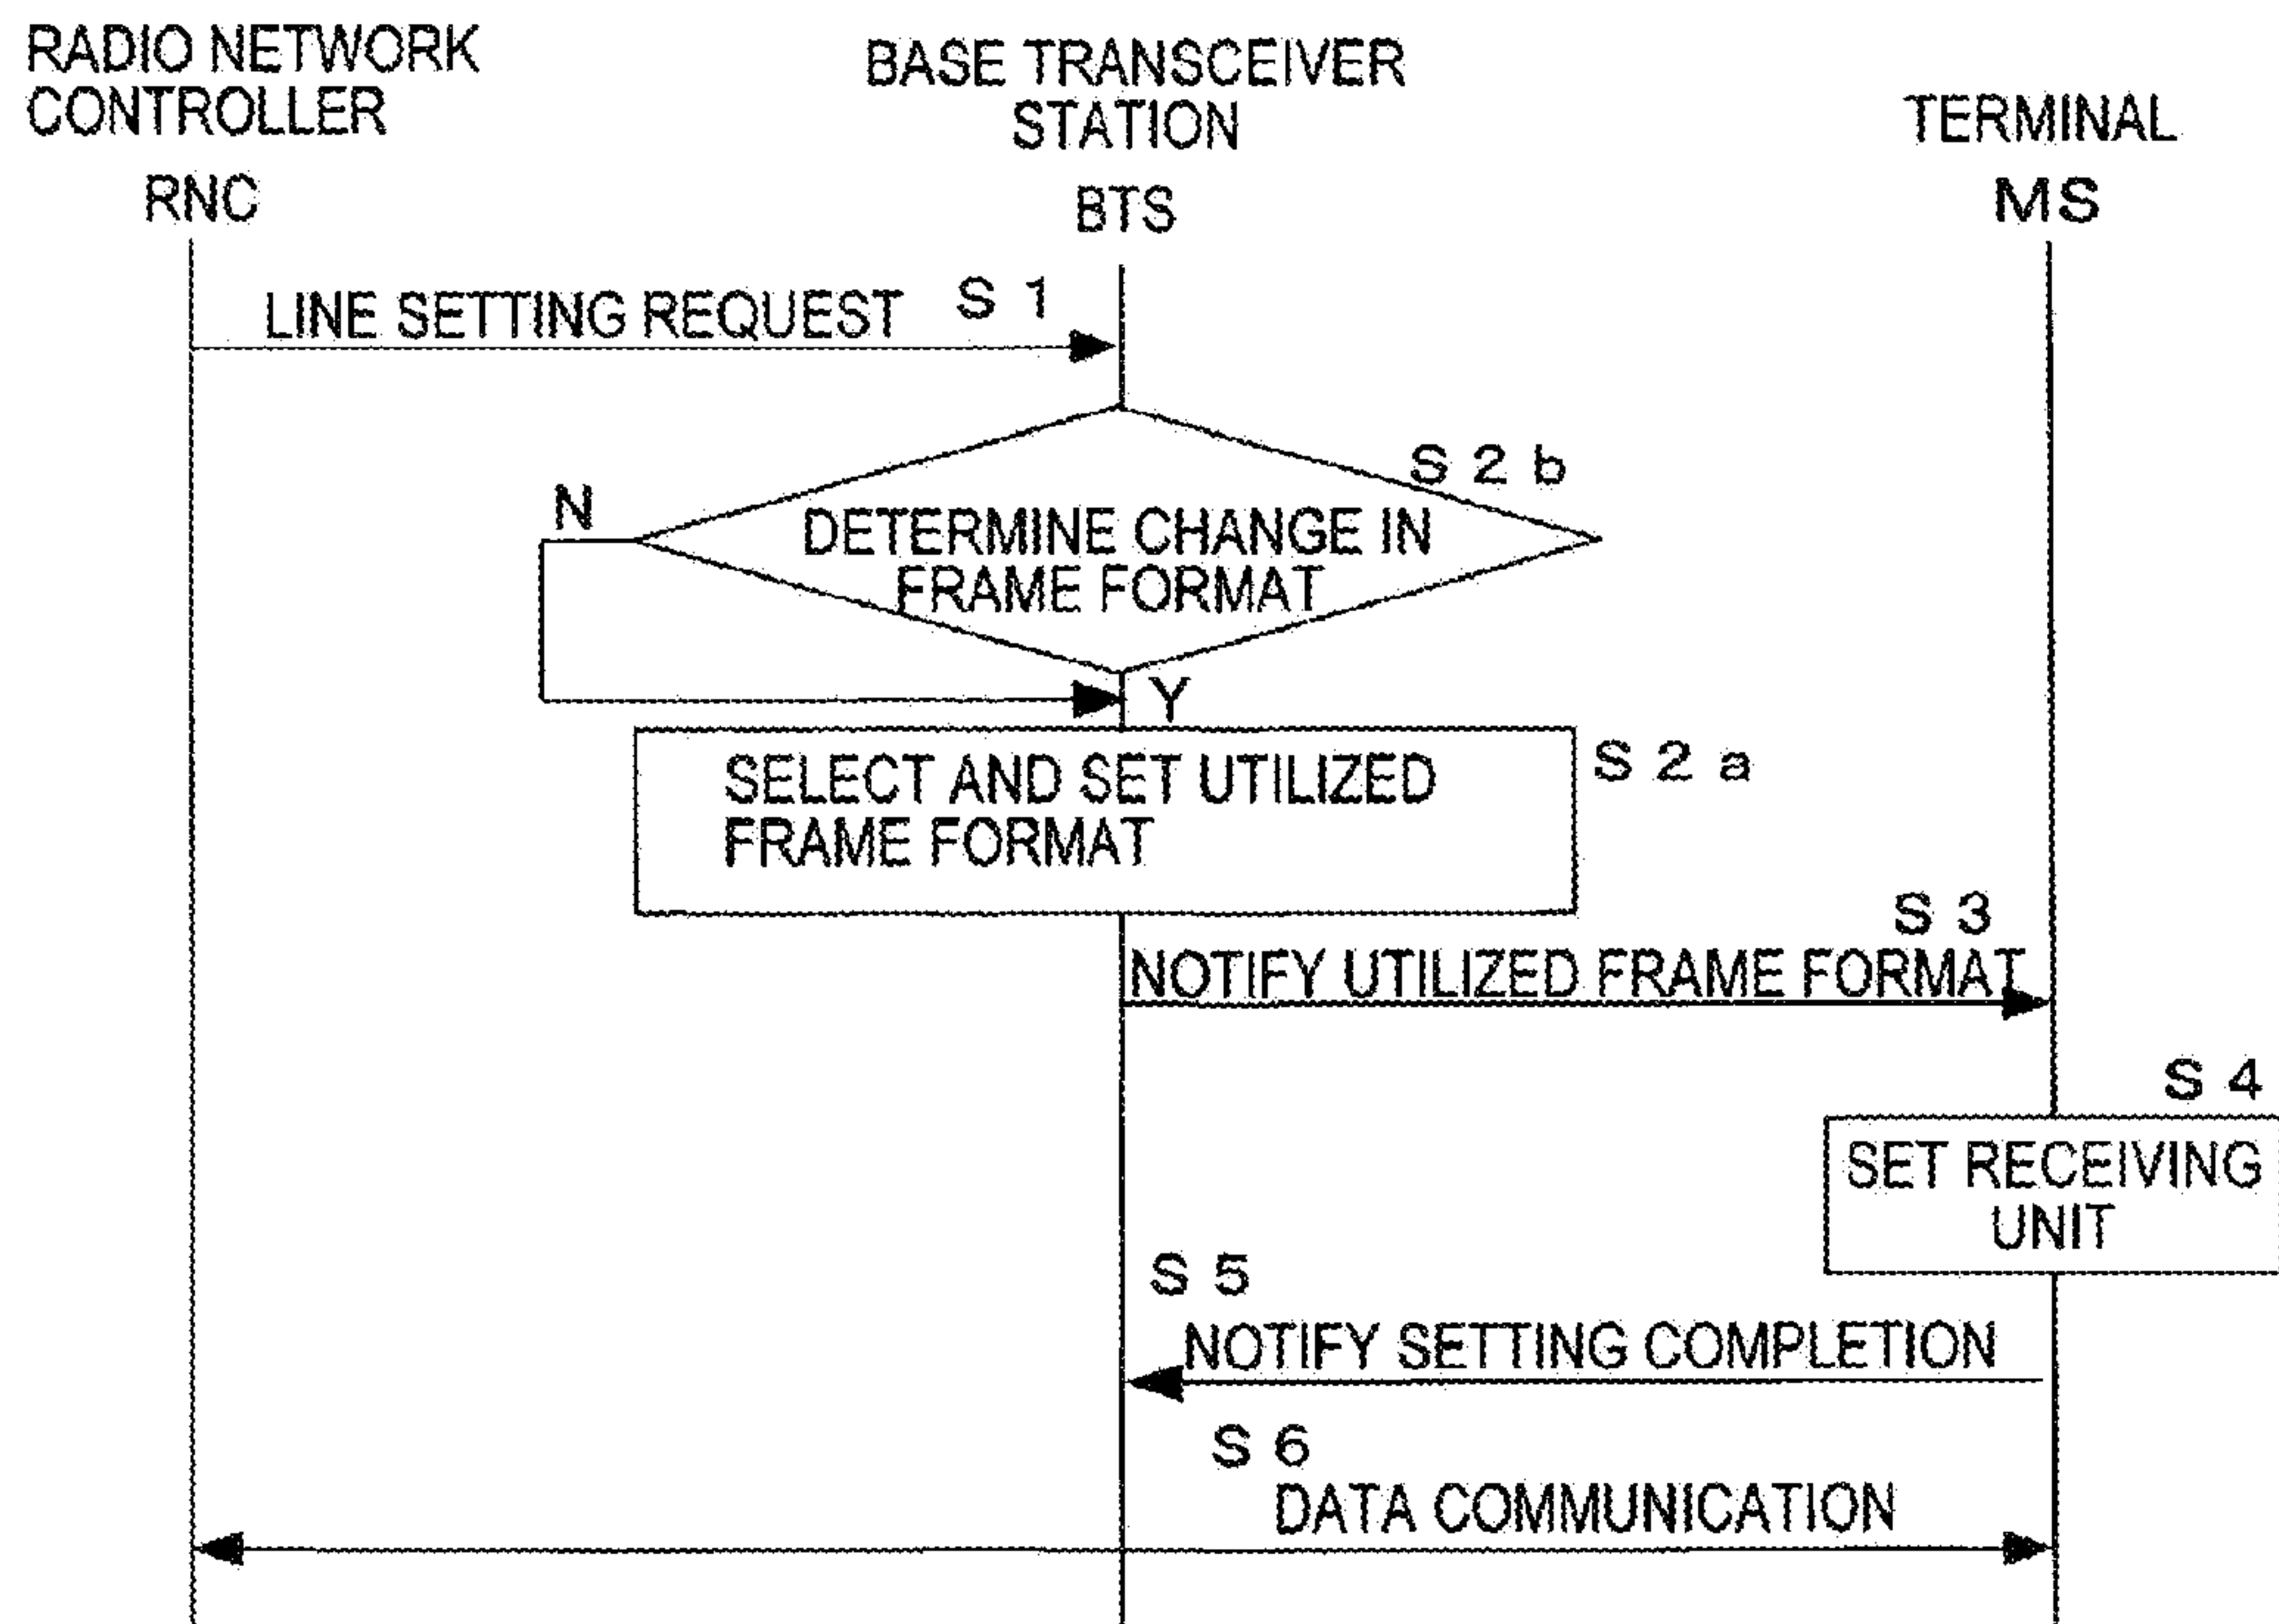 RADIO NETWORK
CONTROLLER
RNC
BASE TRANSCEIVER
STATION
BTS
TERMINAL
MS
LINE SETTING REQUEST
S 1
S 2 b
N
DETERMINE CHANGE IN
FRAME FORMAT
Y
SELECT AND SET UTILIZED
FRAME FORMAT
S 2 a
S 3
NOTIFY UTILIZED FRAME FORMAT
S 4
SET RECEIVING
UNIT
S 5
NOTIFY SETTING COMPLETION
S 6
DATA COMMUNICATION